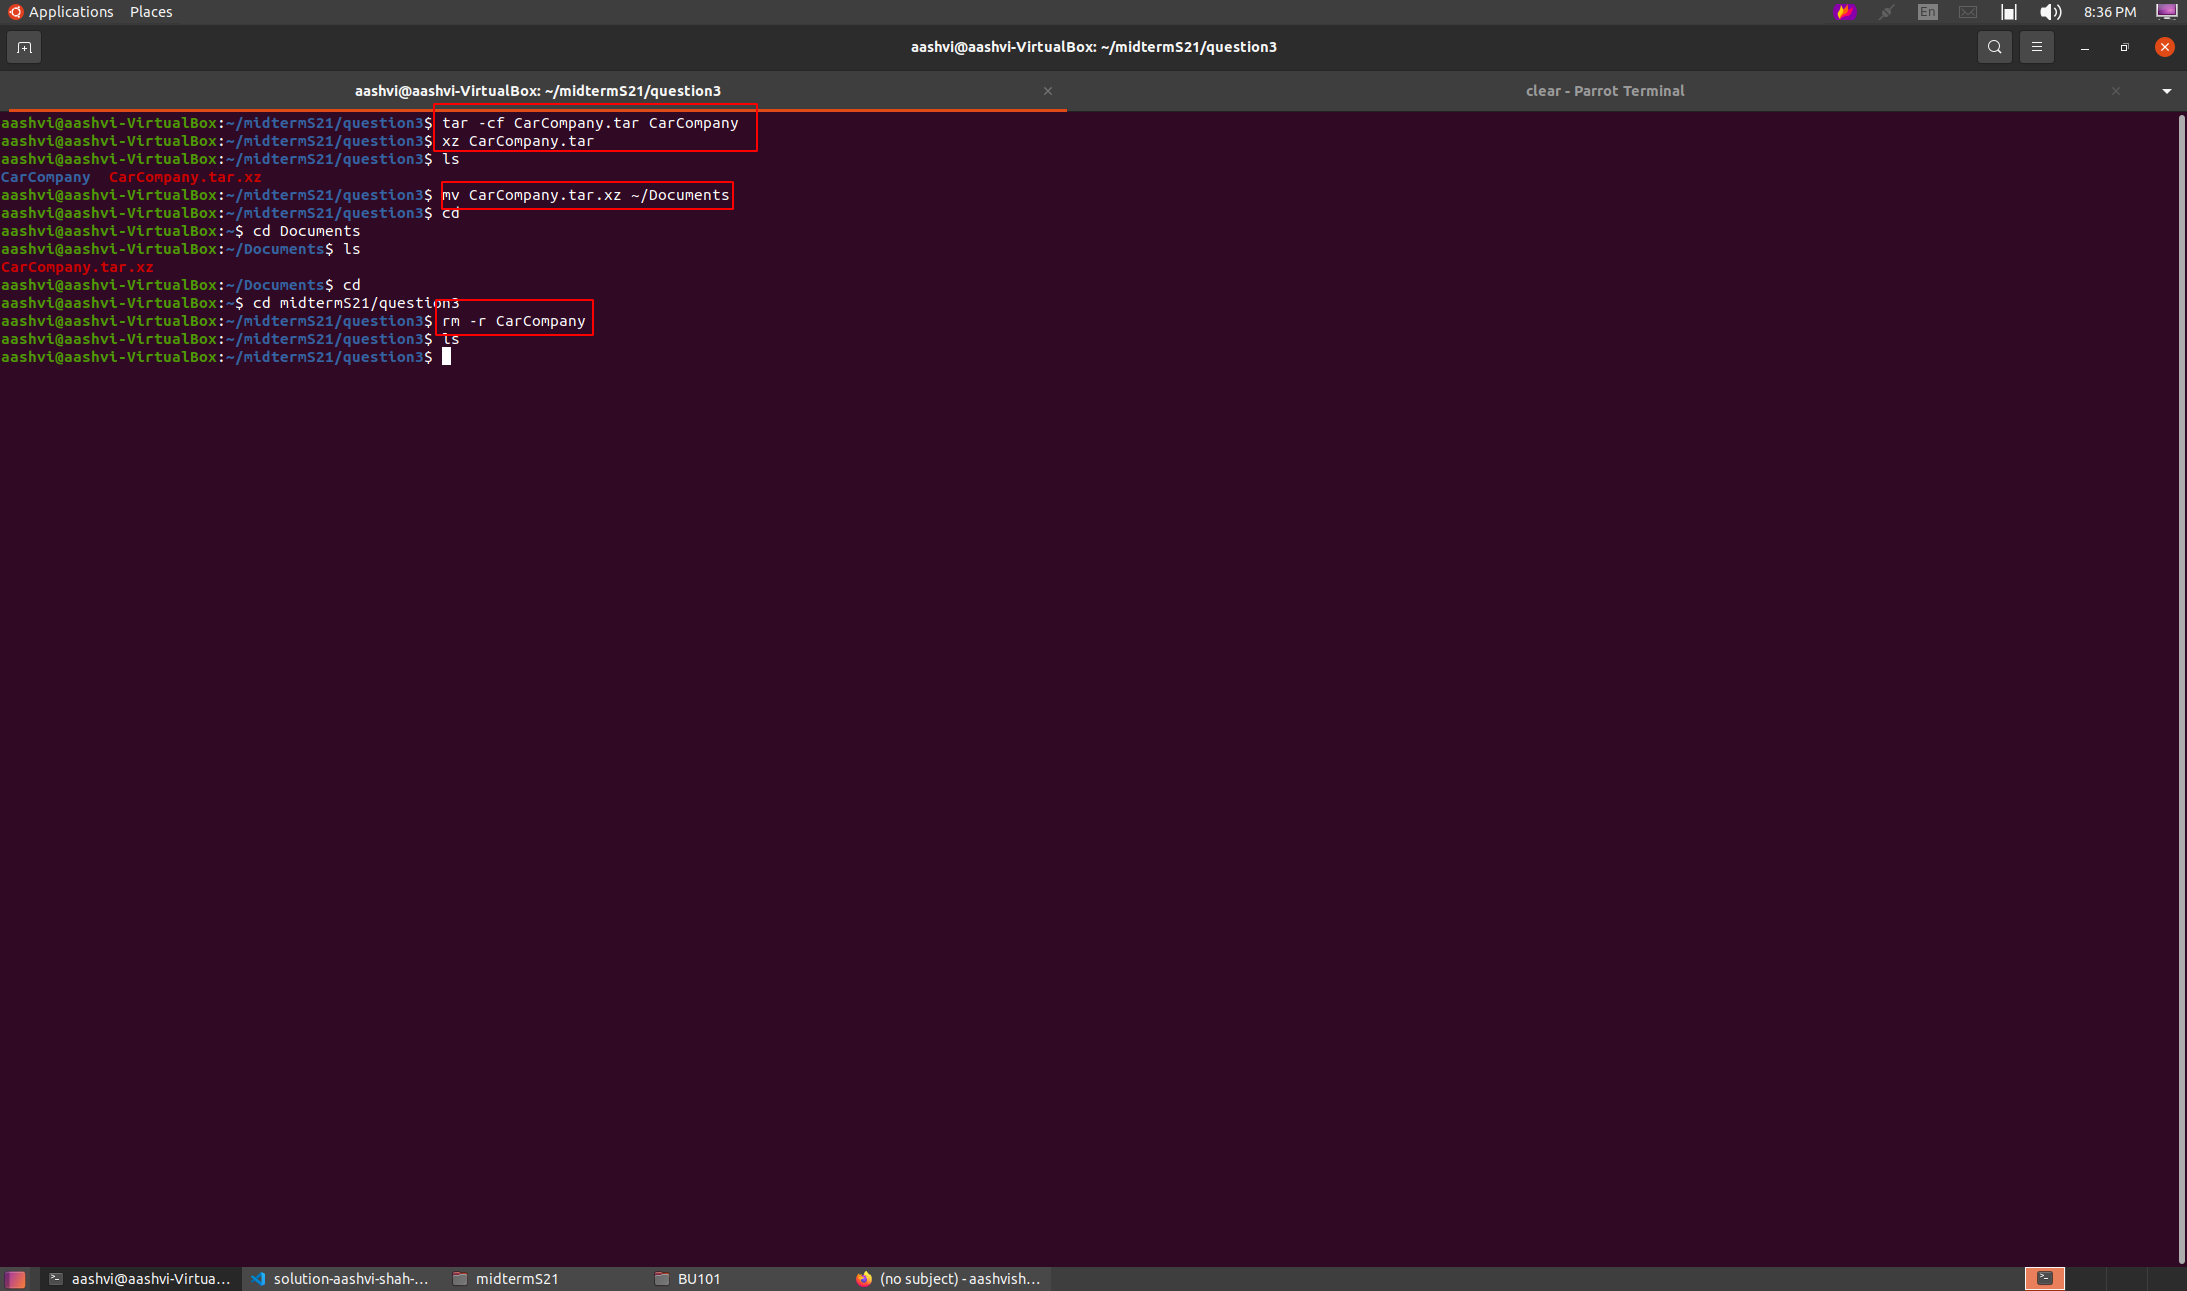 Applications Places En 8:36 PM
aashvi@aashvi-VirtualBox: ~/midtermS21/question3
aashvi@aashvi-VirtualBox: ~/midtermS21/question3 clear - Parrot Terminal
aashvi@aashvi-VirtualBox:~/midtermS21/question3$ tar -cf CarCompany.tar CarCompany
aashvi@aashvi-VirtualBox:~/midtermS21/question3$ xz CarCompany.tar
aashvi@aashvi-VirtualBox:~/midtermS21/question3$ ls
CarCompany CarCompany.tar.xz
aashvi@aashvi-VirtualBox:~/midtermS21/question3$ mv CarCompany.tar.xz ~/Documents
aashvi@aashvi-VirtualBox:~/midtermS21/question3$ cd
aashvi@aashvi-VirtualBox:~$ cd Documents
aashvi@aashvi-VirtualBox:~/Documents$ ls
CarCompany.tar.xz
aashvi@aashvi-VirtualBox:~/Documents$ cd
aashvi@aashvi-VirtualBox:~$ cd midtermS21/question3
aashvi@aashvi-VirtualBox:~/midtermS21/question3$ rm -r CarCompany
aashvi@aashvi-VirtualBox:~/midtermS21/question3$ ls
aashvi@aashvi-VirtualBox:~/midtermS21/question3$
aashvi@aashvi-Virtua... solution-aashvi-shah-... midtermS21 BU101 (no subject) - aashvish...